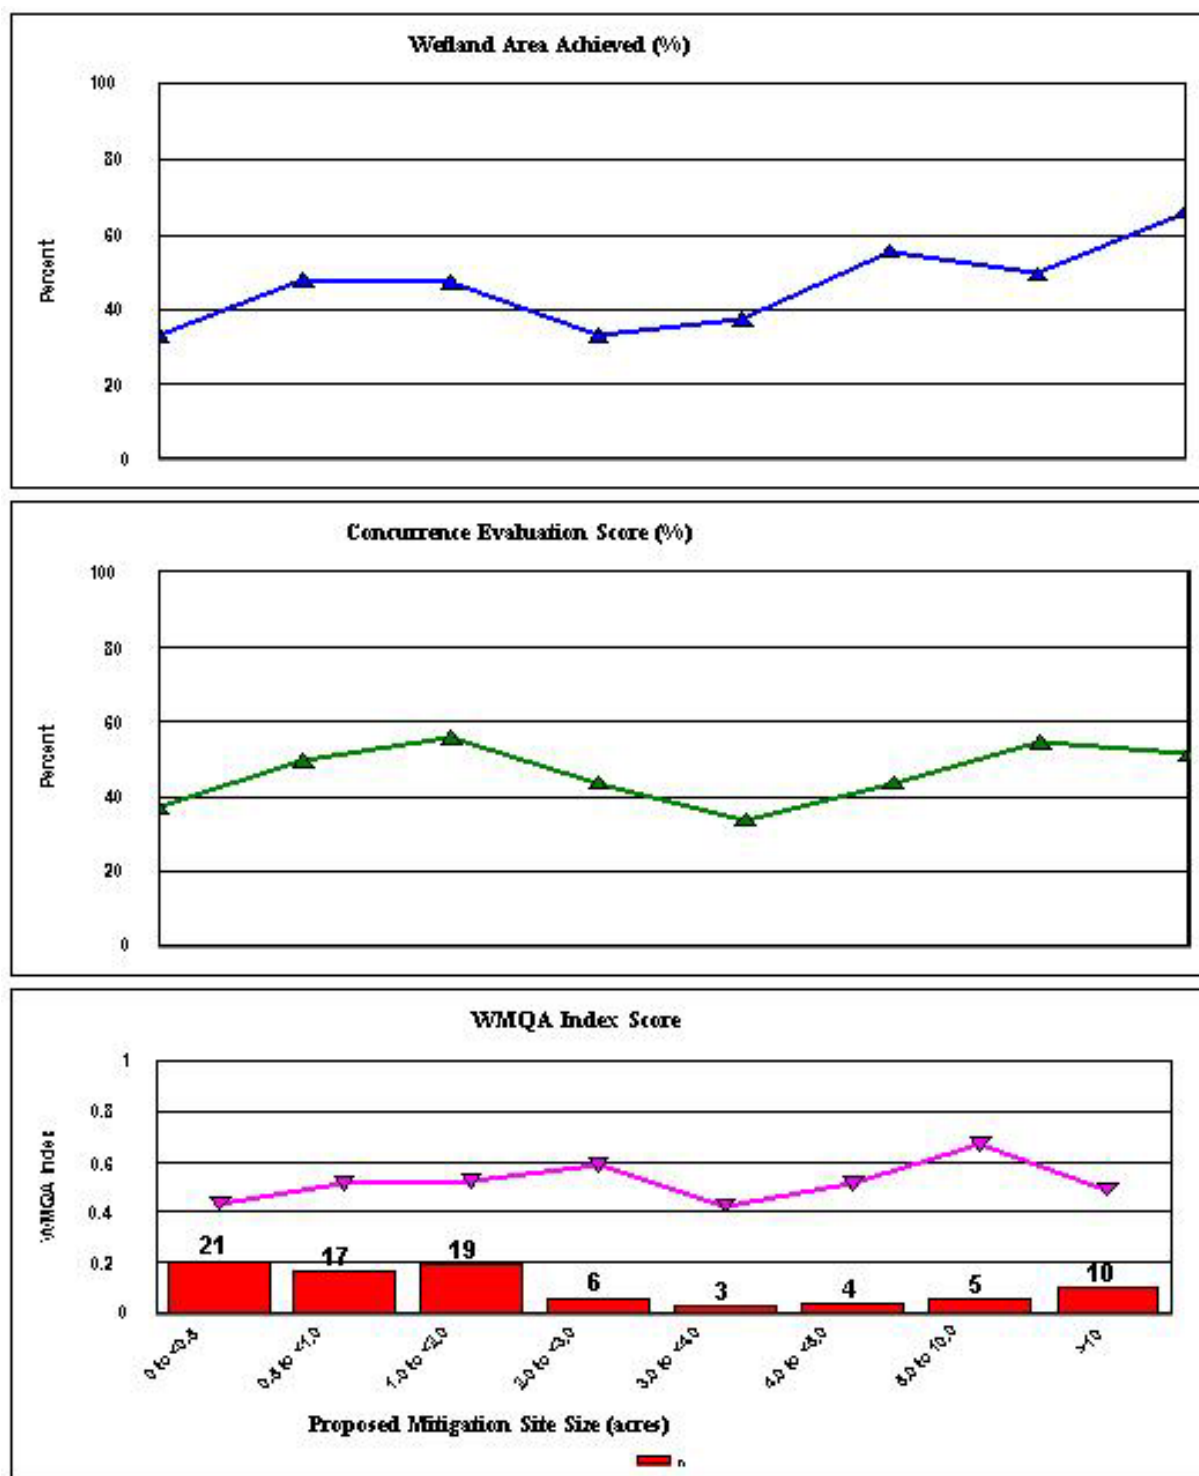 Wetland Area Achieved (%)
100
80
60
40
20
0
Percent
Concurrence Evaluation Score (%)
100
80
60
40
20
0
Percent
WMQA Index Score
1
0.8
0.6
0.4
0.2
0
WMQA Index
21
17
19
6
3
4
5
10
0 to <0.5
0.5 to <1.0
1.0 to <2.0
2.0 to <3.0
3.0 to <4.0
4.0 to <5.0
5.0 to 10.0
>10
Proposed Mitigation Site Size (acres)
n